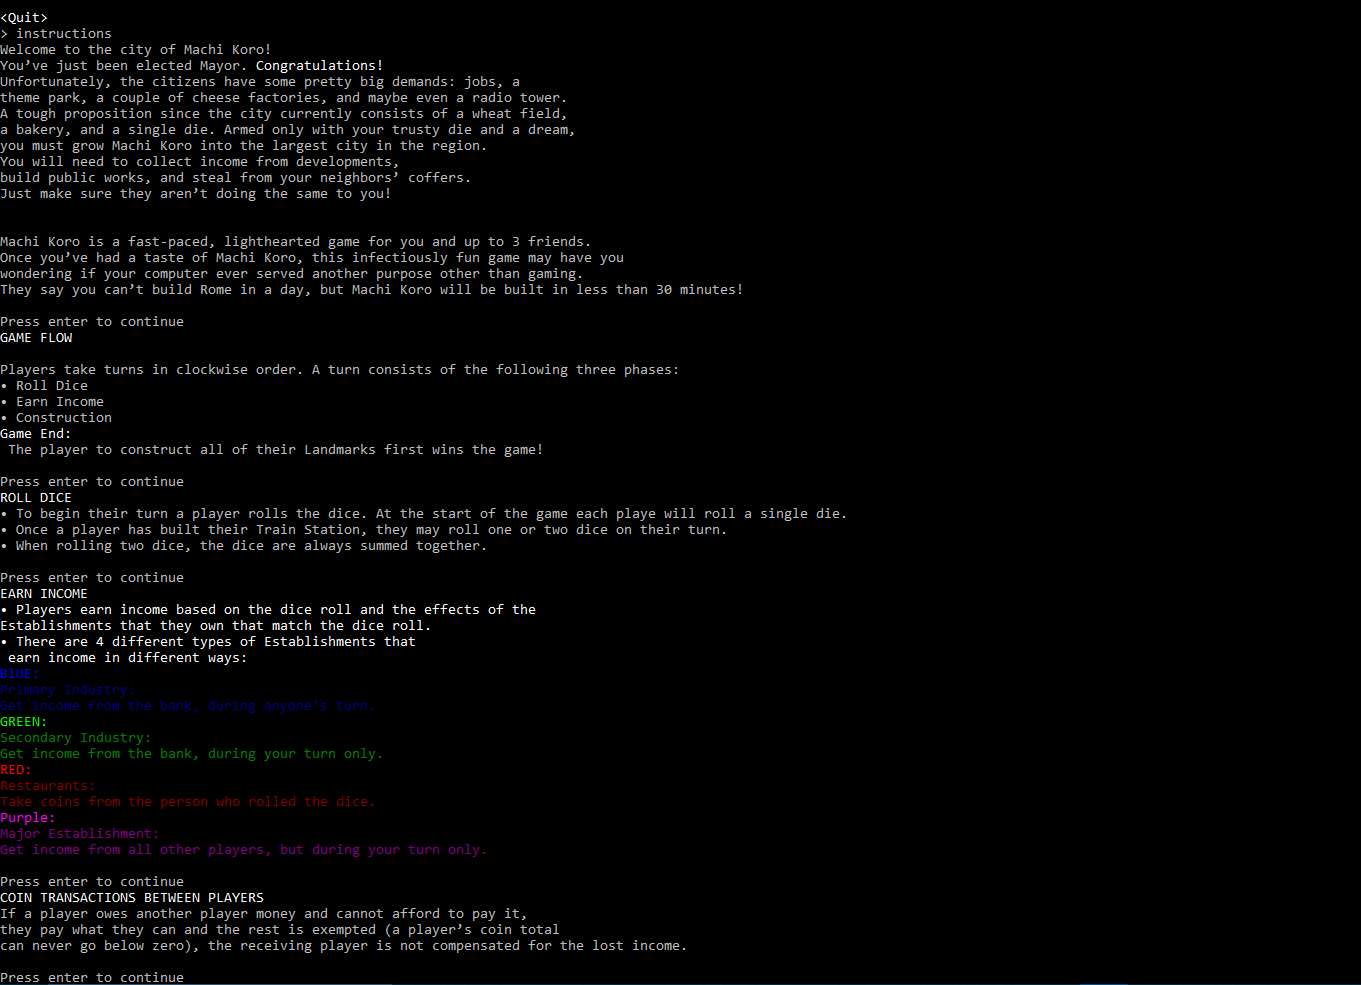 <Quit>
> instructions
Welcome to the city of Machi Koro!
You’ve just been elected Mayor. Congratulations!
Unfortunately, the citizens have some pretty big demands: jobs, a
theme park, a couple of cheese factories, and maybe even a radio tower.
A tough proposition since the city currently consists of a wheat field,
a bakery, and a single die. Armed only with your trusty die and a dream,
you must grow Machi Koro into the largest city in the region.
You will need to collect income from developments,
build public works, and steal from your neighbors’ coffers.
Just make sure they aren’t doing the same to you!
Machi Koro is a fast-paced, lighthearted game for you and up to 3 friends.
Once you’ve had a taste of Machi Koro, this infectiously fun game may have you
wondering if your computer ever served another purpose other than gaming.
They say you can’t build Rome in a day, but Machi Koro will be built in less than 30 minutes!
Press enter to continue
GAME FLOW
Players take turns in clockwise order. A turn consists of the following three phases:
• Roll Dice
• Earn Income
• Construction
Game End:
The player to construct all of their Landmarks first wins the game!
Press enter to continue
ROLL DICE
• To begin their turn a player rolls the dice. At the start of the game each playe will roll a single die.
• Once a player has built their Train Station, they may roll one or two dice on their turn.
• When rolling two dice, the dice are always summed together.
Press enter to continue
EARN INCOME
• Players earn income based on the dice roll and the effects of the
Establishments that they own that match the dice roll.
• There are 4 different types of Establishments that
earn income in different ways:
BlUE:
Primary Industry:
Get income from the bank, during anyone’s turn.
GREEN:
Secondary Industry:
Get income from the bank, during your turn only.
RED:
Restaurants:
Take coins from the person who rolled the dice.
Purple:
Major Establishment:
Get income from all other players, but during your turn only.
Press enter to continue
COIN TRANSACTIONS BETWEEN PLAYERS
If a player owes another player money and cannot afford to pay it,
they pay what they can and the rest is exempted (a player’s coin total
can never go below zero), the receiving player is not compensated for the lost income.
Press enter to continue